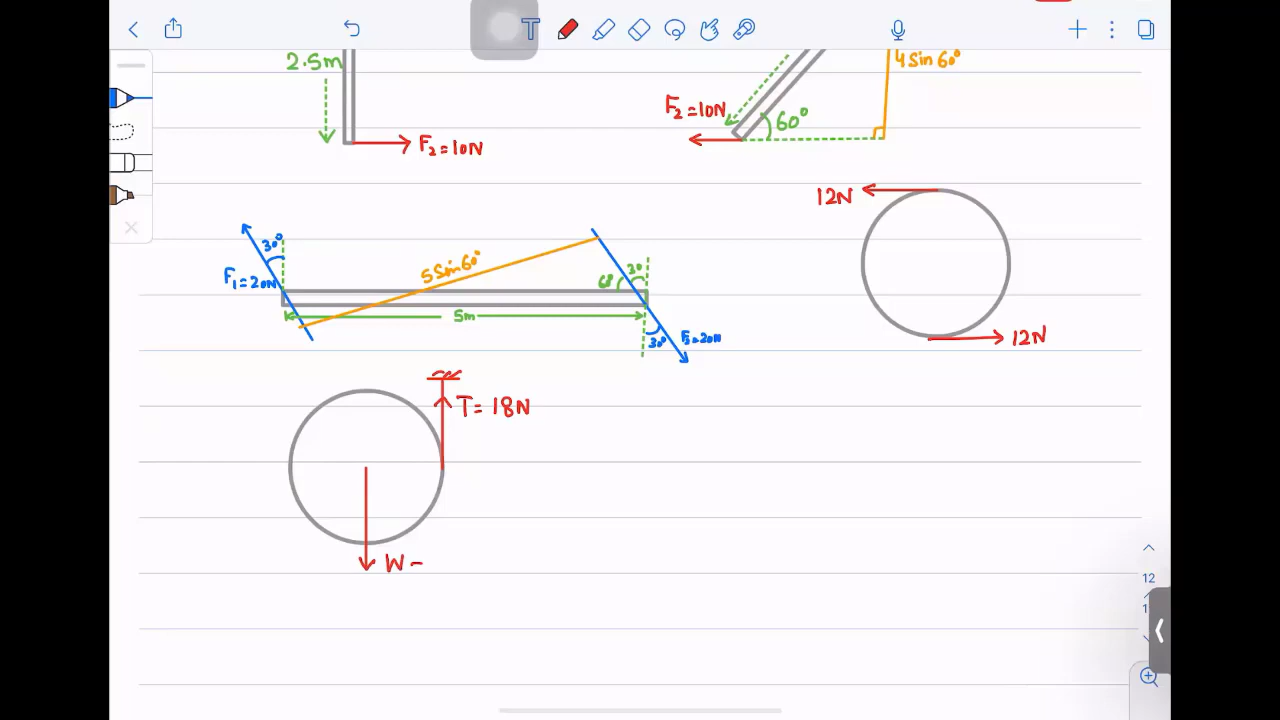 2.5m
F₂=10N
F₂=10N
60°
4 Sin 60°
12N
12N
30°
F₁=20N
5 Sin 60°
60°
30°
5m
30°
F₂=20N
T= 18N
W -
12